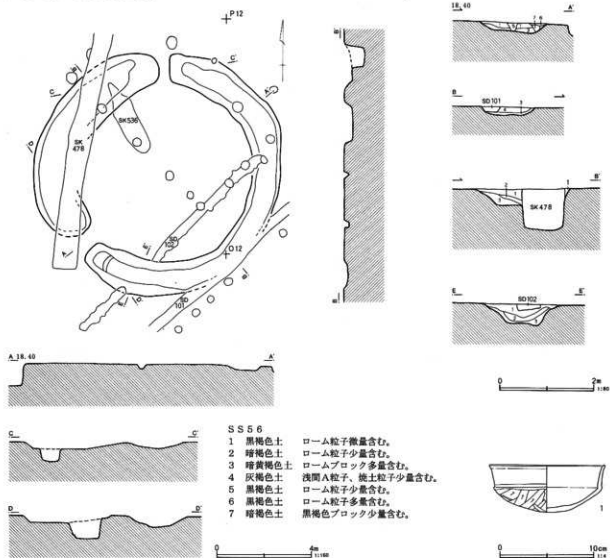 P12
18.40
A'
C'
C
SK536
SK
478
SD101
B
B'
SK478
O12
SD
102
SD
101
E
E'
SD102
A 18.40
A'
0
2m
C
C'
D
D'
SS56
1 黒褐色土 ローム粒子微量含む。
2 暗褐色土 ローム粒子少量含む。
3 暗黄褐色土 ロームブロック多量含む。
4 灰褐色土 浅間A粒子、焼土粒子少量含む。
5 黒褐色土 ローム粒子少量含む。
6 黒褐色土 ローム粒子多量含む。
7 暗褐色土 黒褐色ブロック少量含む。
1
0
4m
0
10cm